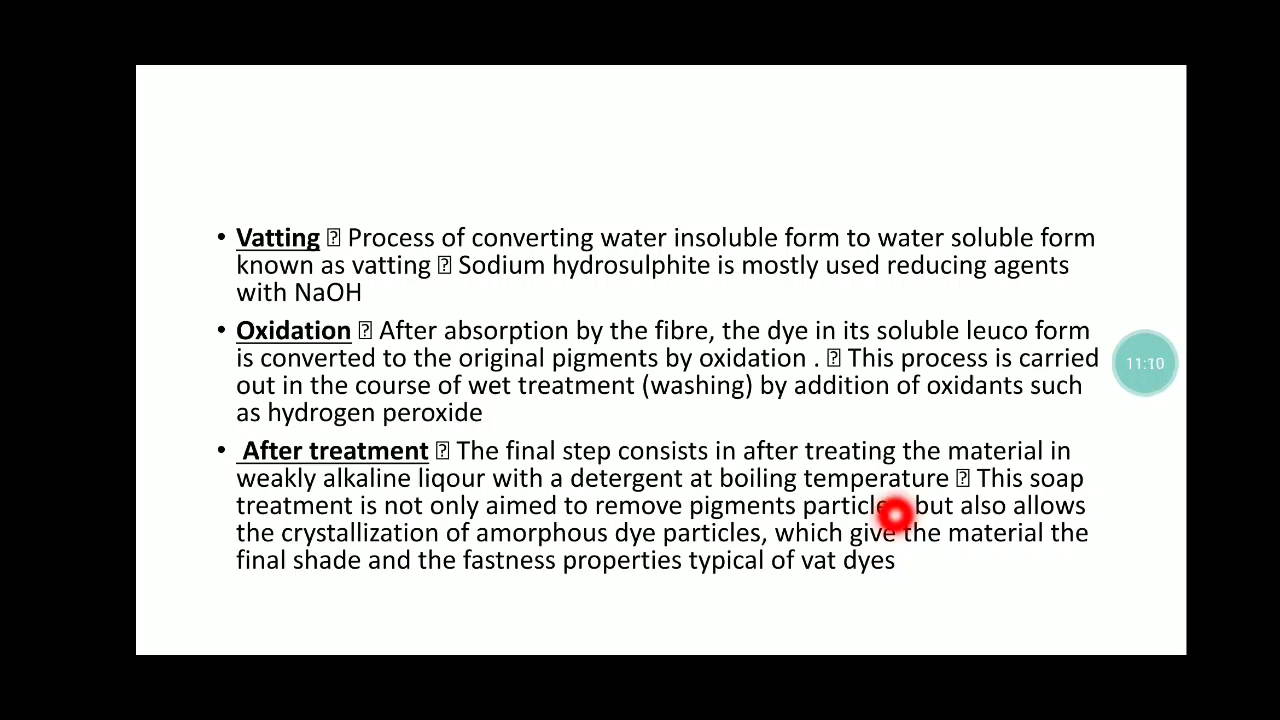 • Vatting ⍰ Process of converting water insoluble form to water soluble form
known as vatting ⍰ Sodium hydrosulphite is mostly used reducing agents
with NaOH
• Oxidation ⍰ After absorption by the fibre, the dye in its soluble leuco form
is converted to the original pigments by oxidation . ⍰ This process is carried
out in the course of wet treatment (washing) by addition of oxidants such
as hydrogen peroxide
• After treatment ⍰ The final step consists in after treating the material in
weakly alkaline liqour with a detergent at boiling temperature ⍰ This soap
treatment is not only aimed to remove pigments particles but also allows
the crystallization of amorphous dye particles, which give the material the
final shade and the fastness properties typical of vat dyes
11:10